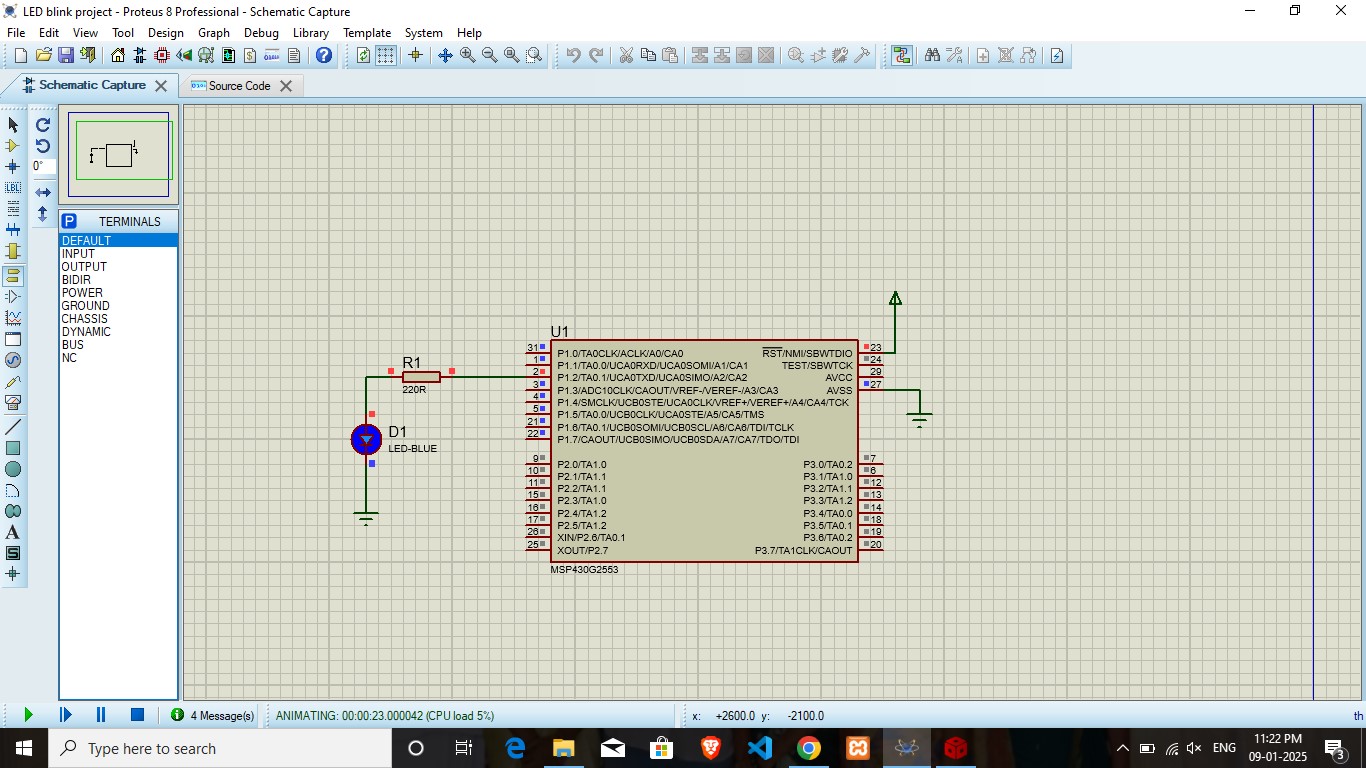 LED blink project - Proteus 8 Professional - Schematic Capture
File Edit View Tool Design Graph Debug Library Template System Help
Schematic Capture Source Code
LBL
0°
P TERMINALS
DEFAULT
INPUT
OUTPUT
BIDIR
POWER
GROUND
CHASSIS
DYNAMIC
BUS
NC
A
S
R1
220R
D1
LED-BLUE
U1
31 P1.0/TA0CLK/ACLK/A0/CA0 RST/NMI/SBWTDIO 23
1 P1.1/TA0.0/UCA0RXD/UCA0SOMI/A1/CA1 TEST/SBWTCK 24
2 P1.2/TA0.1/UCA0TXD/UCA0SIMO/A2/CA2 AVCC 29
3 P1.3/ADC10CLK/CAOUT/VREF-/VEREF-/A3/CA3 AVSS 27
4 P1.4/SMCLK/UCB0STE/UCA0CLK/VREF+/VEREF+/A4/CA4/TCK
5 P1.5/TA0.0/UCB0CLK/UCA0STE/A5/CA5/TMS
21 P1.6/TA0.1/UCB0SOMI/UCB0SCL/A6/CA6/TDI/TCLK
22 P1.7/CAOUT/UCB0SIMO/UCB0SDA/A7/CA7/TDO/TDI
9 P2.0/TA1.0 P3.0/TA0.2 7
10 P2.1/TA1.1 P3.1/TA1.0 6
11 P2.2/TA1.1 P3.2/TA1.1 12
15 P2.3/TA1.0 P3.3/TA1.2 13
16 P2.4/TA1.2 P3.4/TA0.0 14
17 P2.5/TA1.2 P3.5/TA0.1 18
26 XIN/P2.6/TA0.1 P3.6/TA0.2 19
25 XOUT/P2.7 P3.7/TA1CLK/CAOUT 20
MSP430G2553
4 Message(s) ANIMATING: 00:00:23.000042 (CPU load 5%) x: +2600.0 y: -2100.0 th
Type here to search ENG 11:22 PM
09-01-2025 3